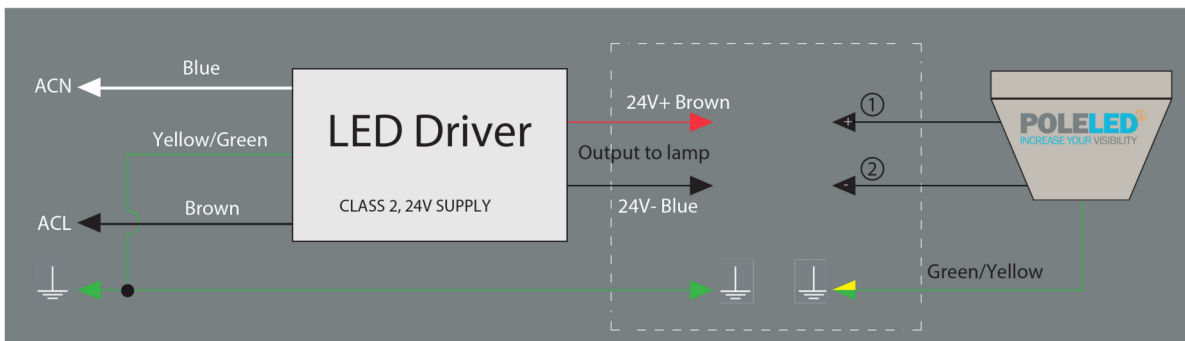 Blue
ACN
24V+ Brown
①
+
POLELED
INCREASE YOUR VISIBILITY
Yellow/Green
LED Driver
Output to lamp
②
-
Brown
CLASS 2, 24V SUPPLY
24V- Blue
ACL
Green/Yellow